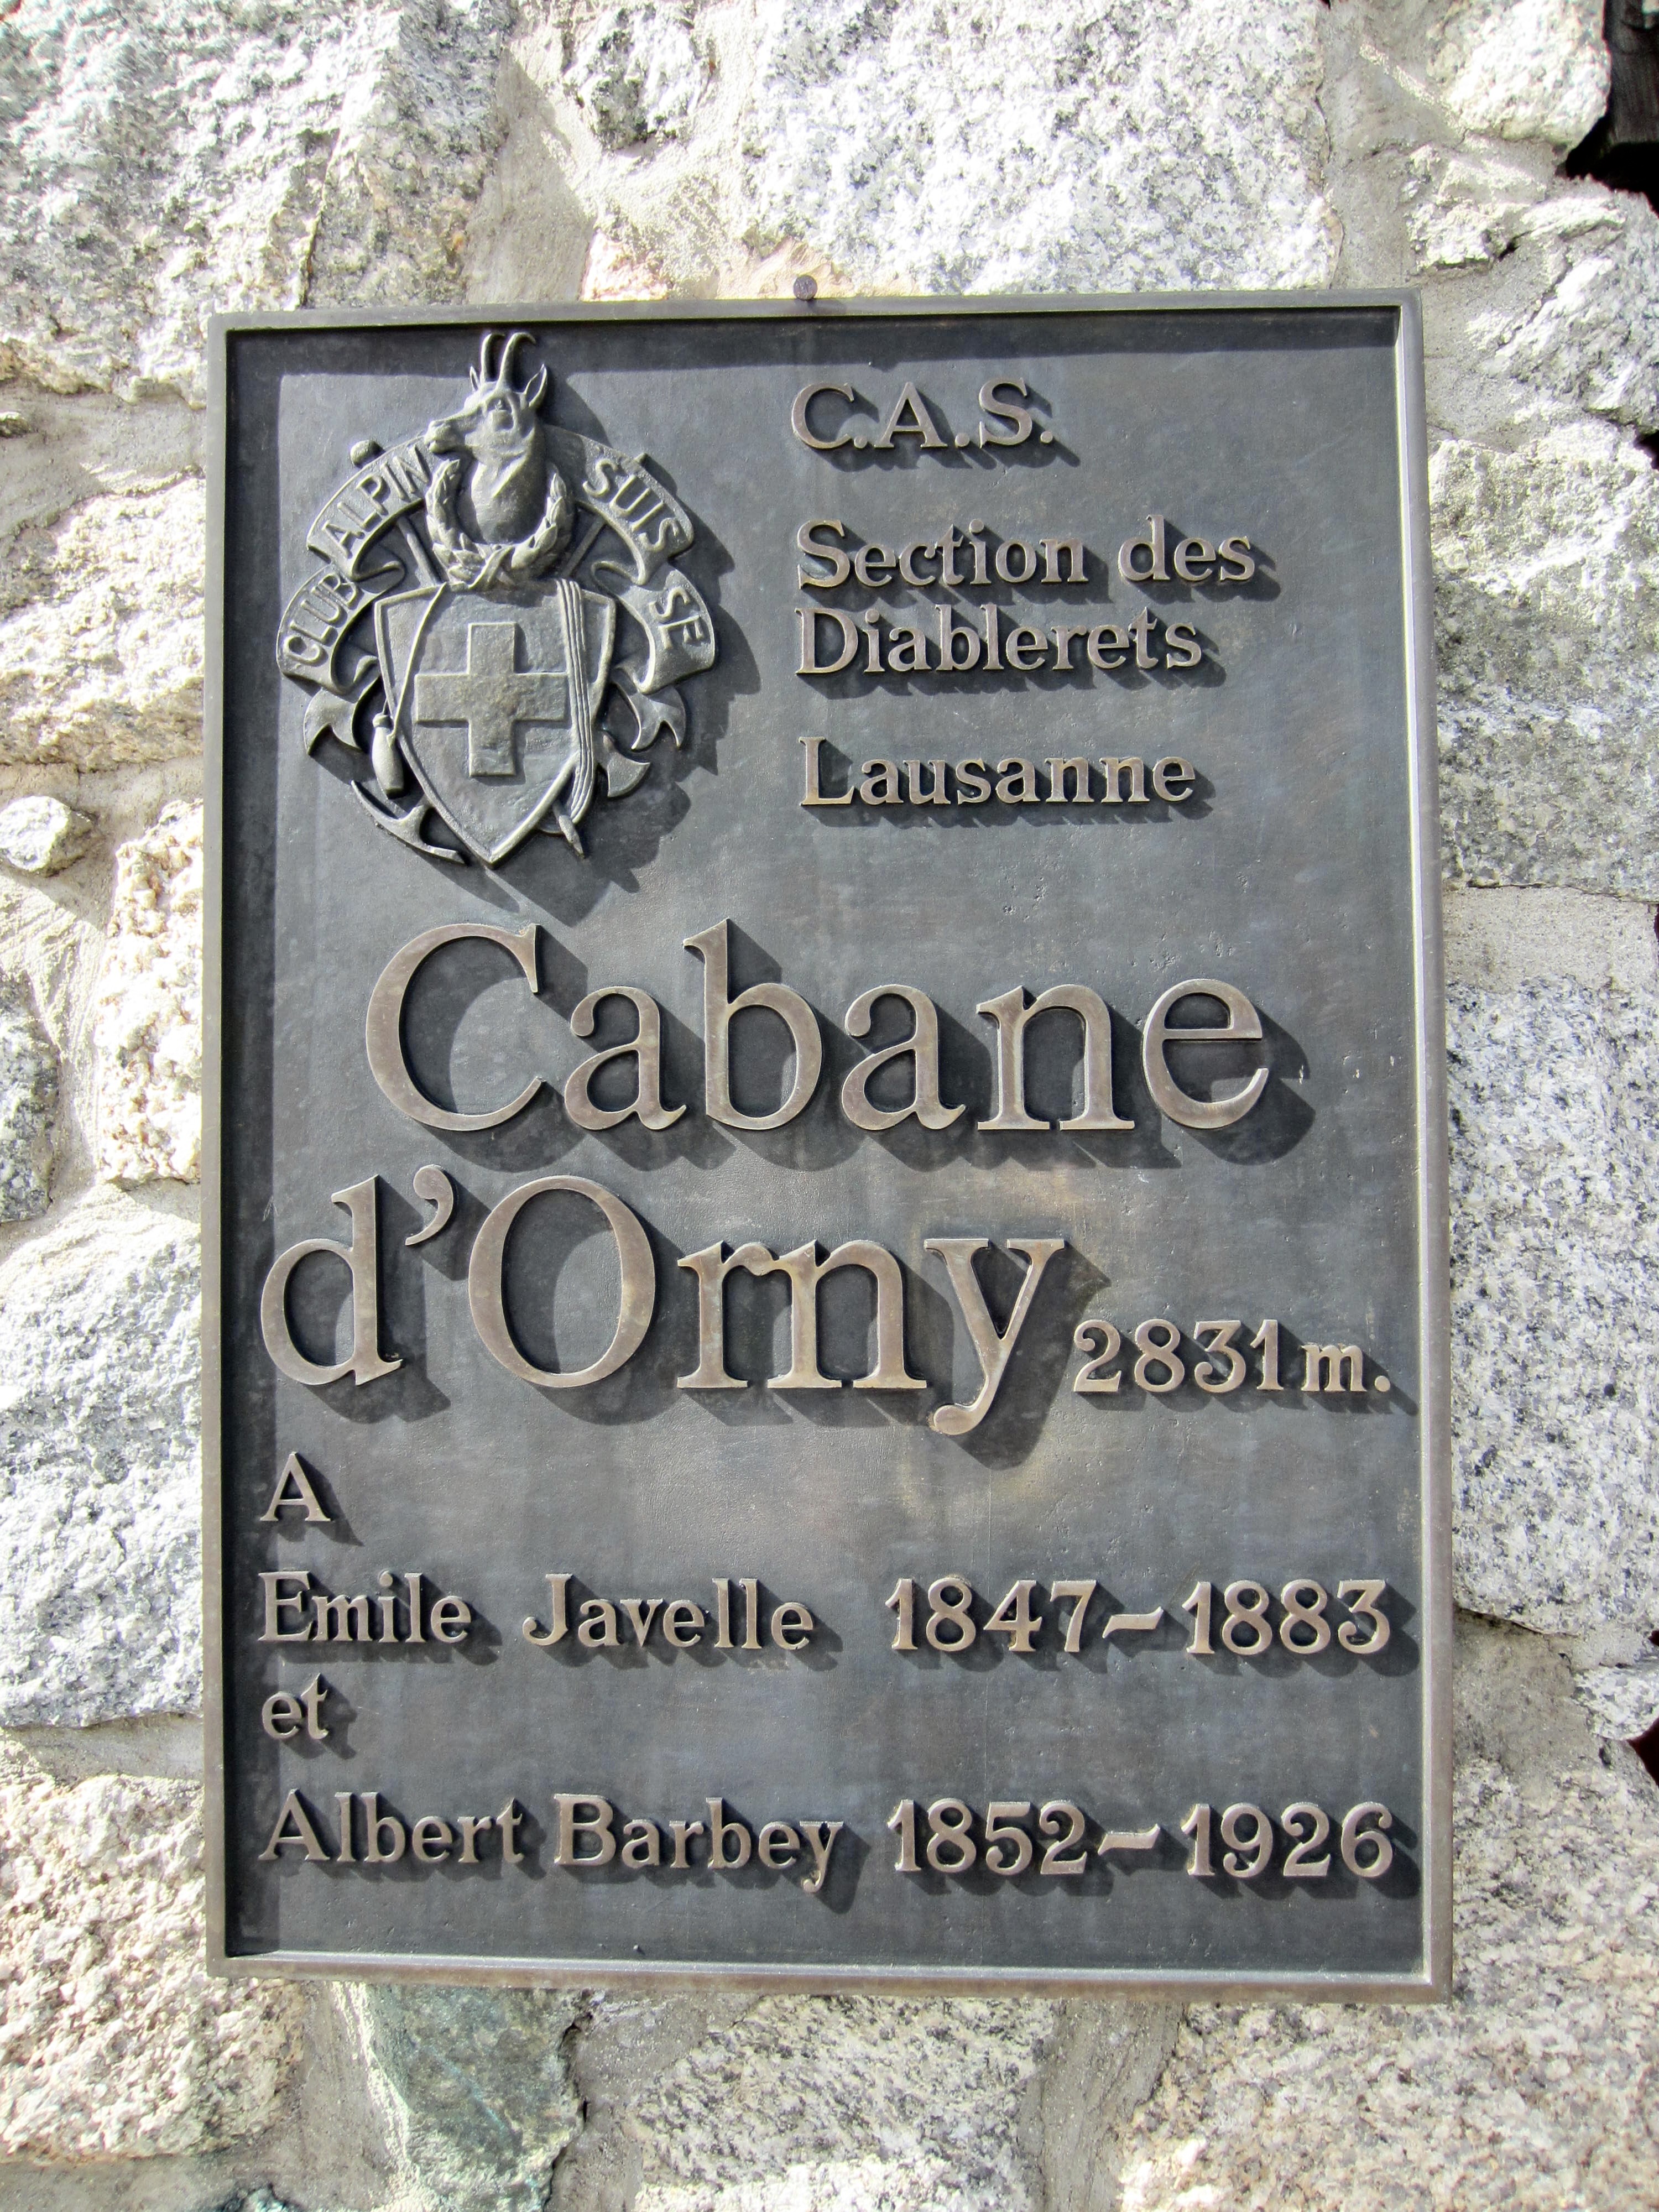 CLUB ALPIN SUISSE
C.A.S.
Section des
Diablerets
Lausanne
Cabane
d'Orny 2831 m.
A
Emile Javelle 1847-1883
et
Albert Barbey 1852-1926